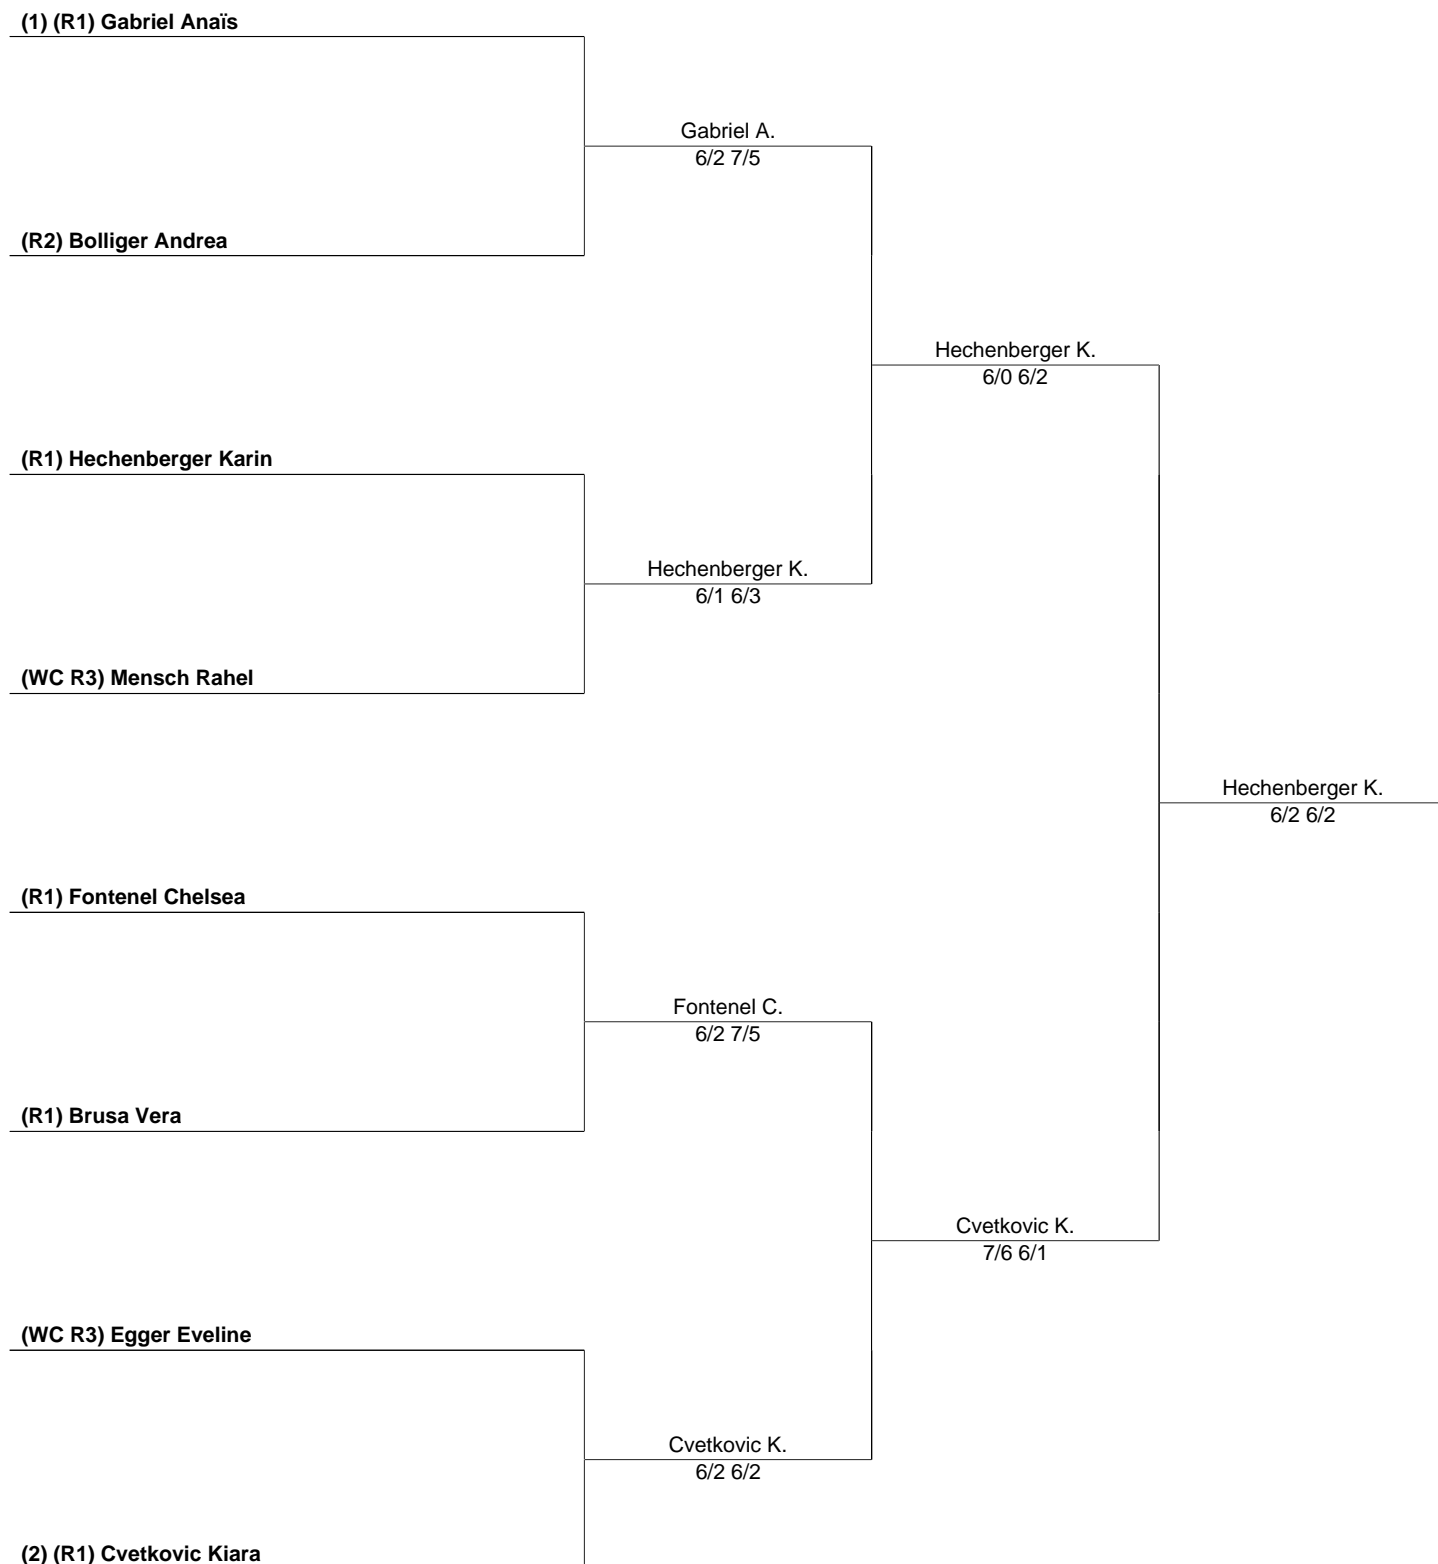 (1) (R1) Gabriel Anaïs
Gabriel A.
6/2 7/5
(R2) Bolliger Andrea
Hechenberger K.
6/0 6/2
(R1) Hechenberger Karin
Hechenberger K.
6/1 6/3
(WC R3) Mensch Rahel
Hechenberger K.
6/2 6/2
(R1) Fontenel Chelsea
Fontenel C.
6/2 7/5
(R1) Brusa Vera
Cvetkovic K.
7/6 6/1
(WC R3) Egger Eveline
Cvetkovic K.
6/2 6/2
(2) (R1) Cvetkovic Kiara